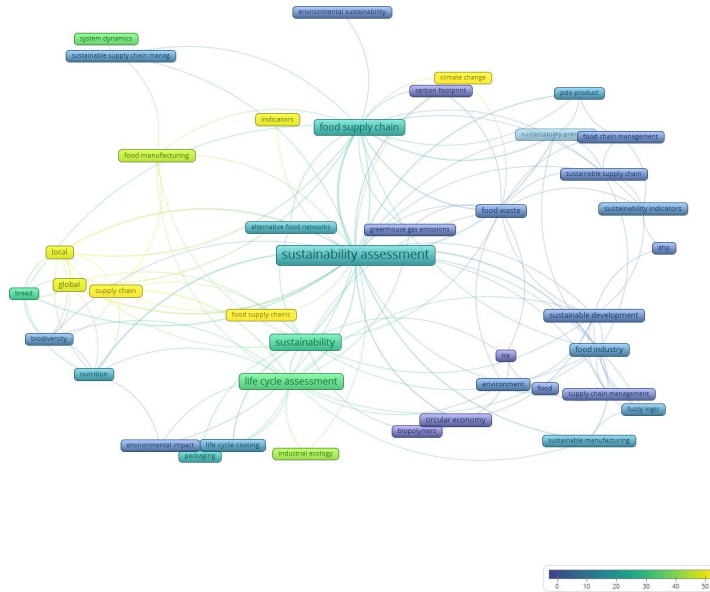 environmental sustainability
system dynamics
sustainable supply chain manag
climate change
carbon footprint
pdo product
indicators
food supply chain
food chain management
food manufacturing
sustainable supply chain
food waste
sustainability indicators
alternative food networks
greenhouse gas emissions
ahp
local
sustainability assessment
global
supply chain
bread
food supply chains
sustainable development
biodiversity
sustainability
food industry
lca
nutrition
life cycle assessment
environment
food
supply chain management
fuzzy logic
circular economy
biopolymers
environmental impact
life cycle costing
packaging
industrial ecology
sustainable manufacturing
0 10 20 30 40 50